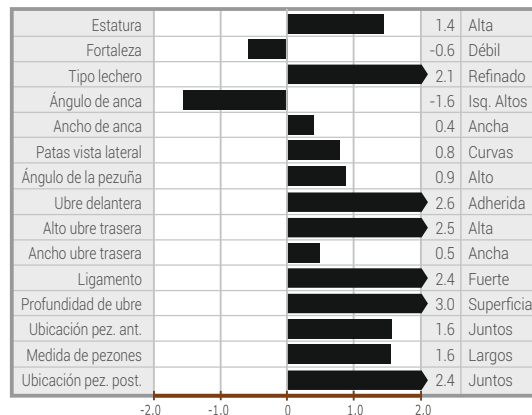 Estatura 1.4 Alta
Fortaleza -0.6 Débil
Tipo lechero 2.1 Refinado
Ángulo de anca -1.6 Isq. Altos
Ancho de anca 0.4 Ancha
Patas vista lateral 0.8 Curvas
Ángulo de la pezuña 0.9 Alto
Ubre delantera 2.6 Adherida
Alto ubre trasera 2.5 Alta
Ancho ubre trasera 0.5 Ancha
Ligamento 2.4 Fuerte
Profundidad de ubre 3.0 Superficia
Ubicación pez. ant. 1.6 Juntos
Medida de pezones 1.6 Largos
Ubicación pez. post. 2.4 Juntos
-2.0 -1.0 0 1.0 2.0